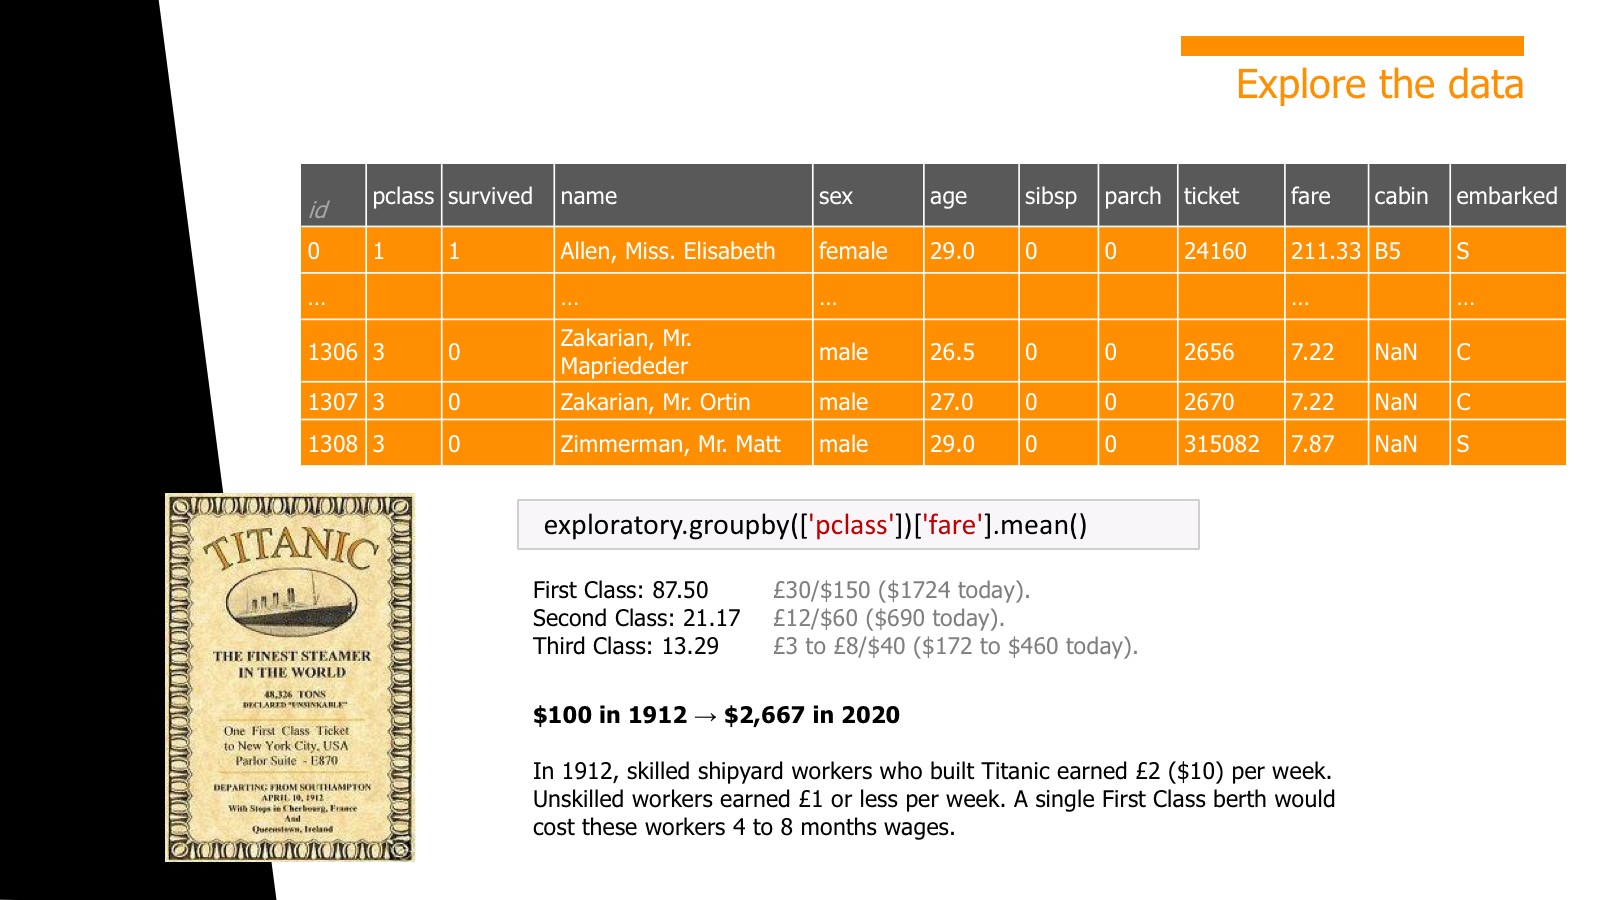 Explore the data
id pclass survived name sex age sibsp parch ticket fare cabin embarked
0 1 1 Allen, Miss. Elisabeth female 29.0 0 0 24160 211.33 B5 S
... ... ... ... ...
1306 3 0 Zakarian, Mr. Mapriededer male 26.5 0 0 2656 7.22 NaN C
1307 3 0 Zakarian, Mr. Ortin male 27.0 0 0 2670 7.22 NaN C
1308 3 0 Zimmerman, Mr. Matt male 29.0 0 0 315082 7.87 NaN S
TITANIC
THE FINEST STEAMER
IN THE WORLD
48,326 TONS
DECLARED "UNSINKABLE"
One First Class Ticket
to New York City, USA
Parlor Suite - £870
DEPARTING FROM SOUTHAMPTON
APRIL 10, 1912
With Stops in Cherbourg, France
And
Queenstown, Ireland
exploratory.groupby(['pclass'])['fare'].mean()
First Class: 87.50 £30/$150 ($1724 today).
Second Class: 21.17 £12/$60 ($690 today).
Third Class: 13.29 £3 to £8/$40 ($172 to $460 today).
$100 in 1912 → $2,667 in 2020
In 1912, skilled shipyard workers who built Titanic earned £2 ($10) per week.
Unskilled workers earned £1 or less per week. A single First Class berth would
cost these workers 4 to 8 months wages.